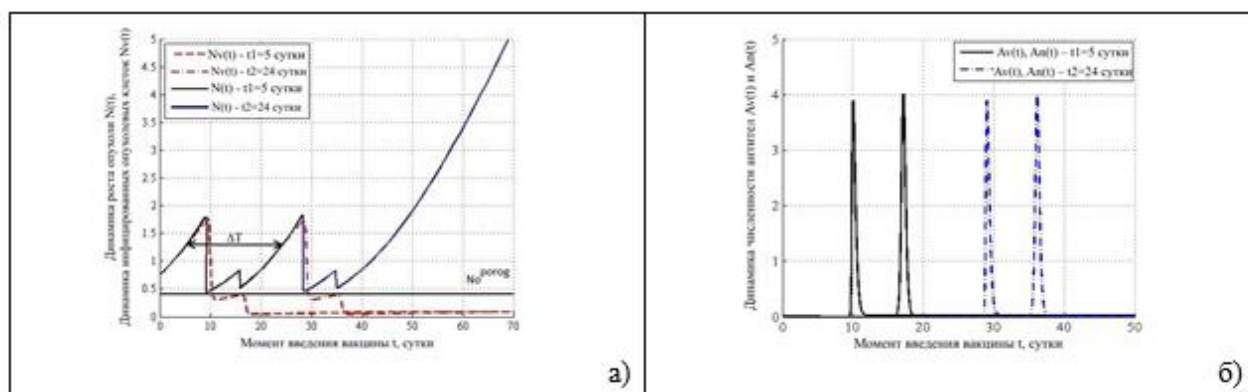 Динамика роста опухоли N(t),
Динамика инфицированных опухолевых клеток Nv(t)
5
4.5
4
3.5
3
2.5
2
1.5
1
0.5
0
Nv(t) - t1=5 сутки
Nv(t) - t2=24 сутки
N(t) - t1=5 сутки
N(t) - t2=24 сутки
ΔT
No porog
0 10 20 30 40 50 60 70
Момент введения вакцины t, сутки
а)
Динамика численности антител Av(t) и An(t)
5
4
3
2
1
0
Av(t), An(t) – t1=5 сутки
Av(t), An(t) – t2=24 сутки
0 10 20 30 40 50
Момент введения вакцины t, сутки
б)